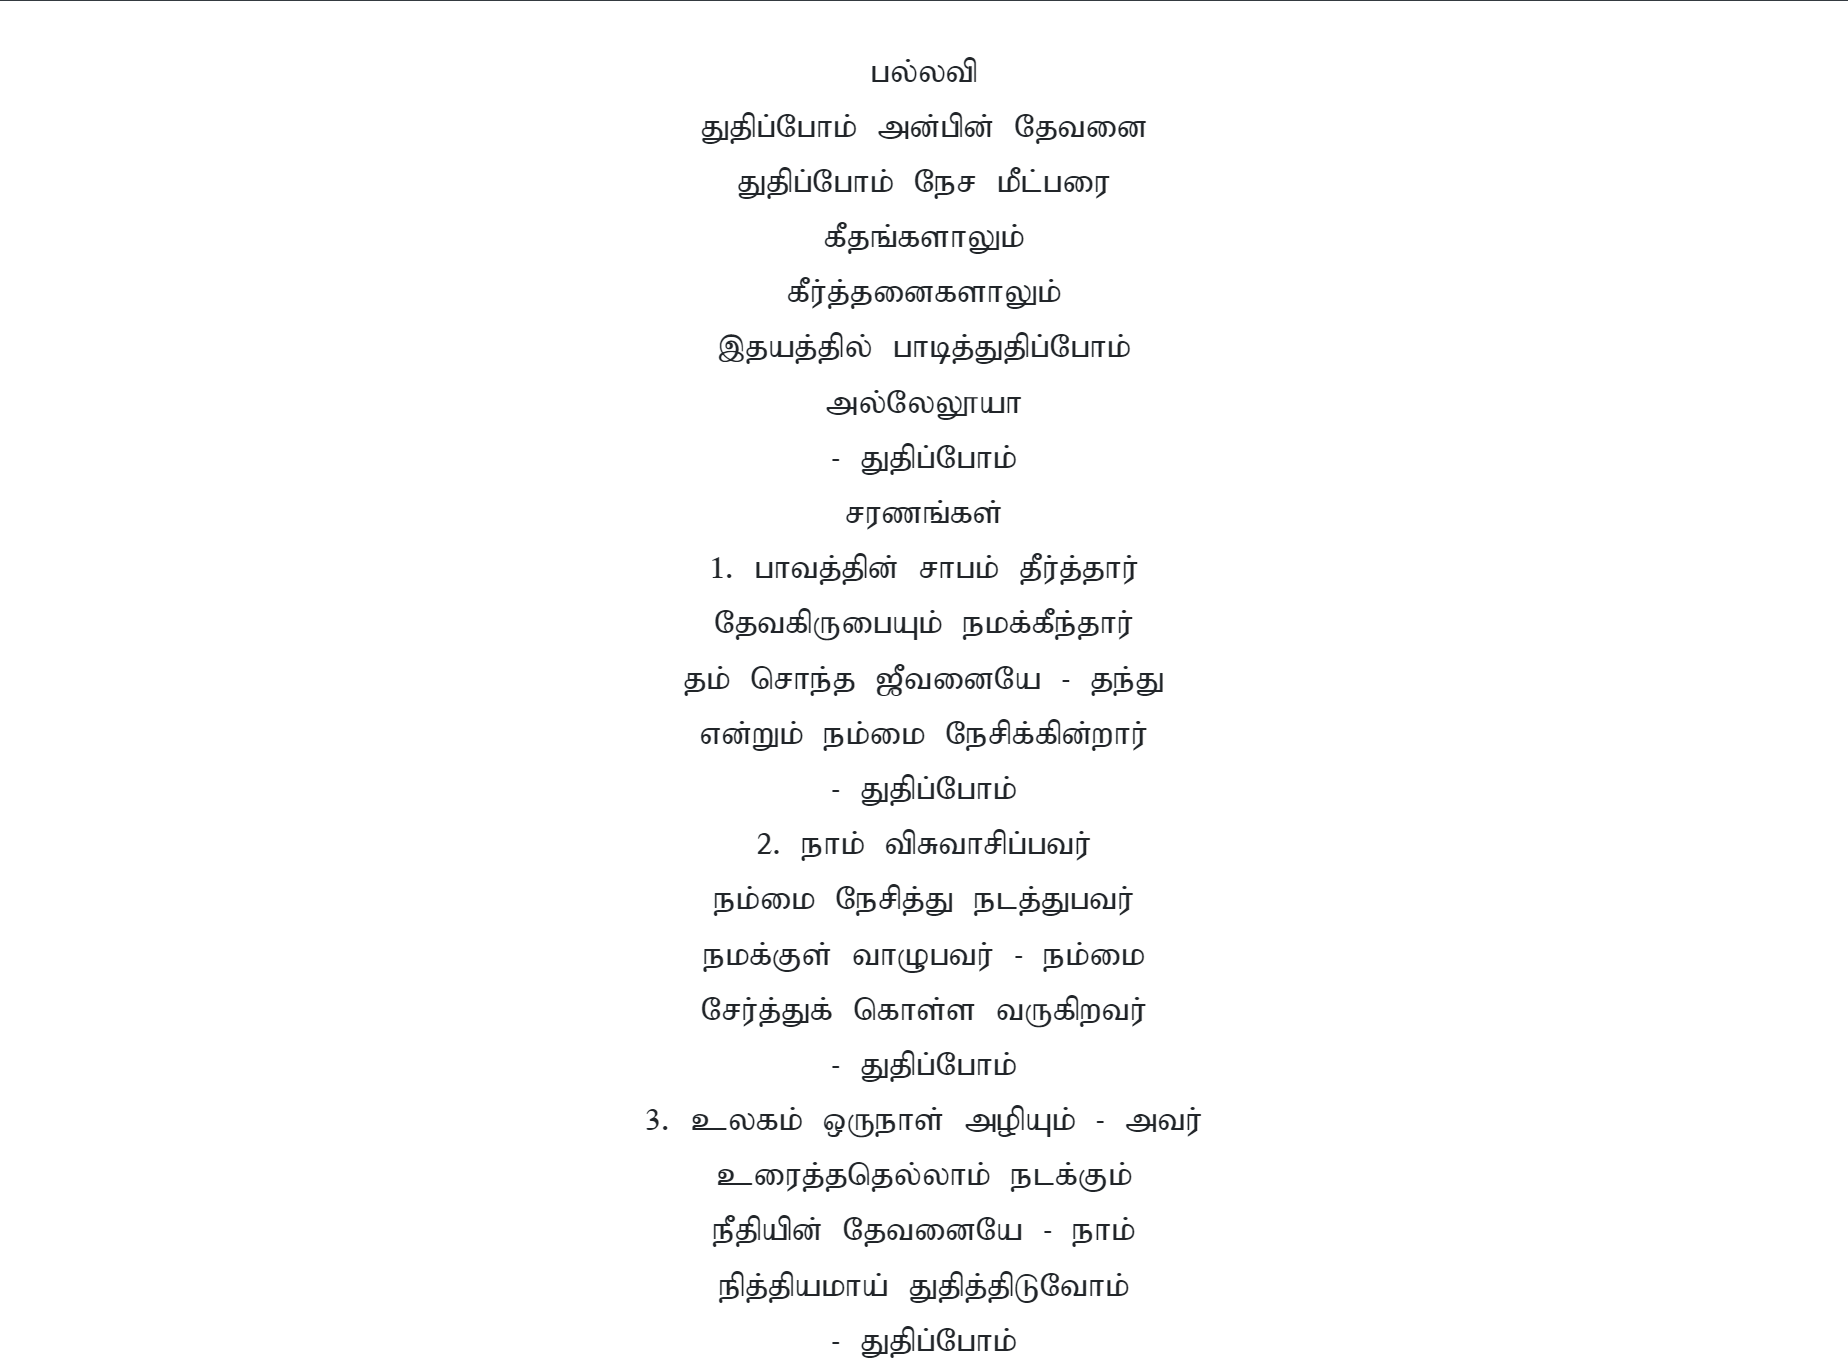 பல்லவி
துதிப்போம் அன்பின் தேவனை
துதிப்போம் நேச மீட்பரை
கீதங்களாலும்
கீர்த்தனைகளாலும்
இதயத்தில் பாடித்துதிப்போம்
அல்லேலூயா
- துதிப்போம்
சரணங்கள்
1. பாவத்தின் சாபம் தீர்த்தார்
தேவகிருபையும் நமக்கீந்தார்
தம் சொந்த ஜீவனையே - தந்து
என்றும் நம்மை நேசிக்கின்றார்
- துதிப்போம்
2. நாம் விசுவாசிப்பவர்
நம்மை நேசித்து நடத்துபவர்
நமக்குள் வாழுபவர் - நம்மை
சேர்த்துக் கொள்ள வருகிறவர்
- துதிப்போம்
3. உலகம் ஒருநாள் அழியும் - அவர்
உரைத்ததெல்லாம் நடக்கும்
நீதியின் தேவனையே - நாம்
நித்தியமாய் துதித்திடுவோம்
- துதிப்போம்